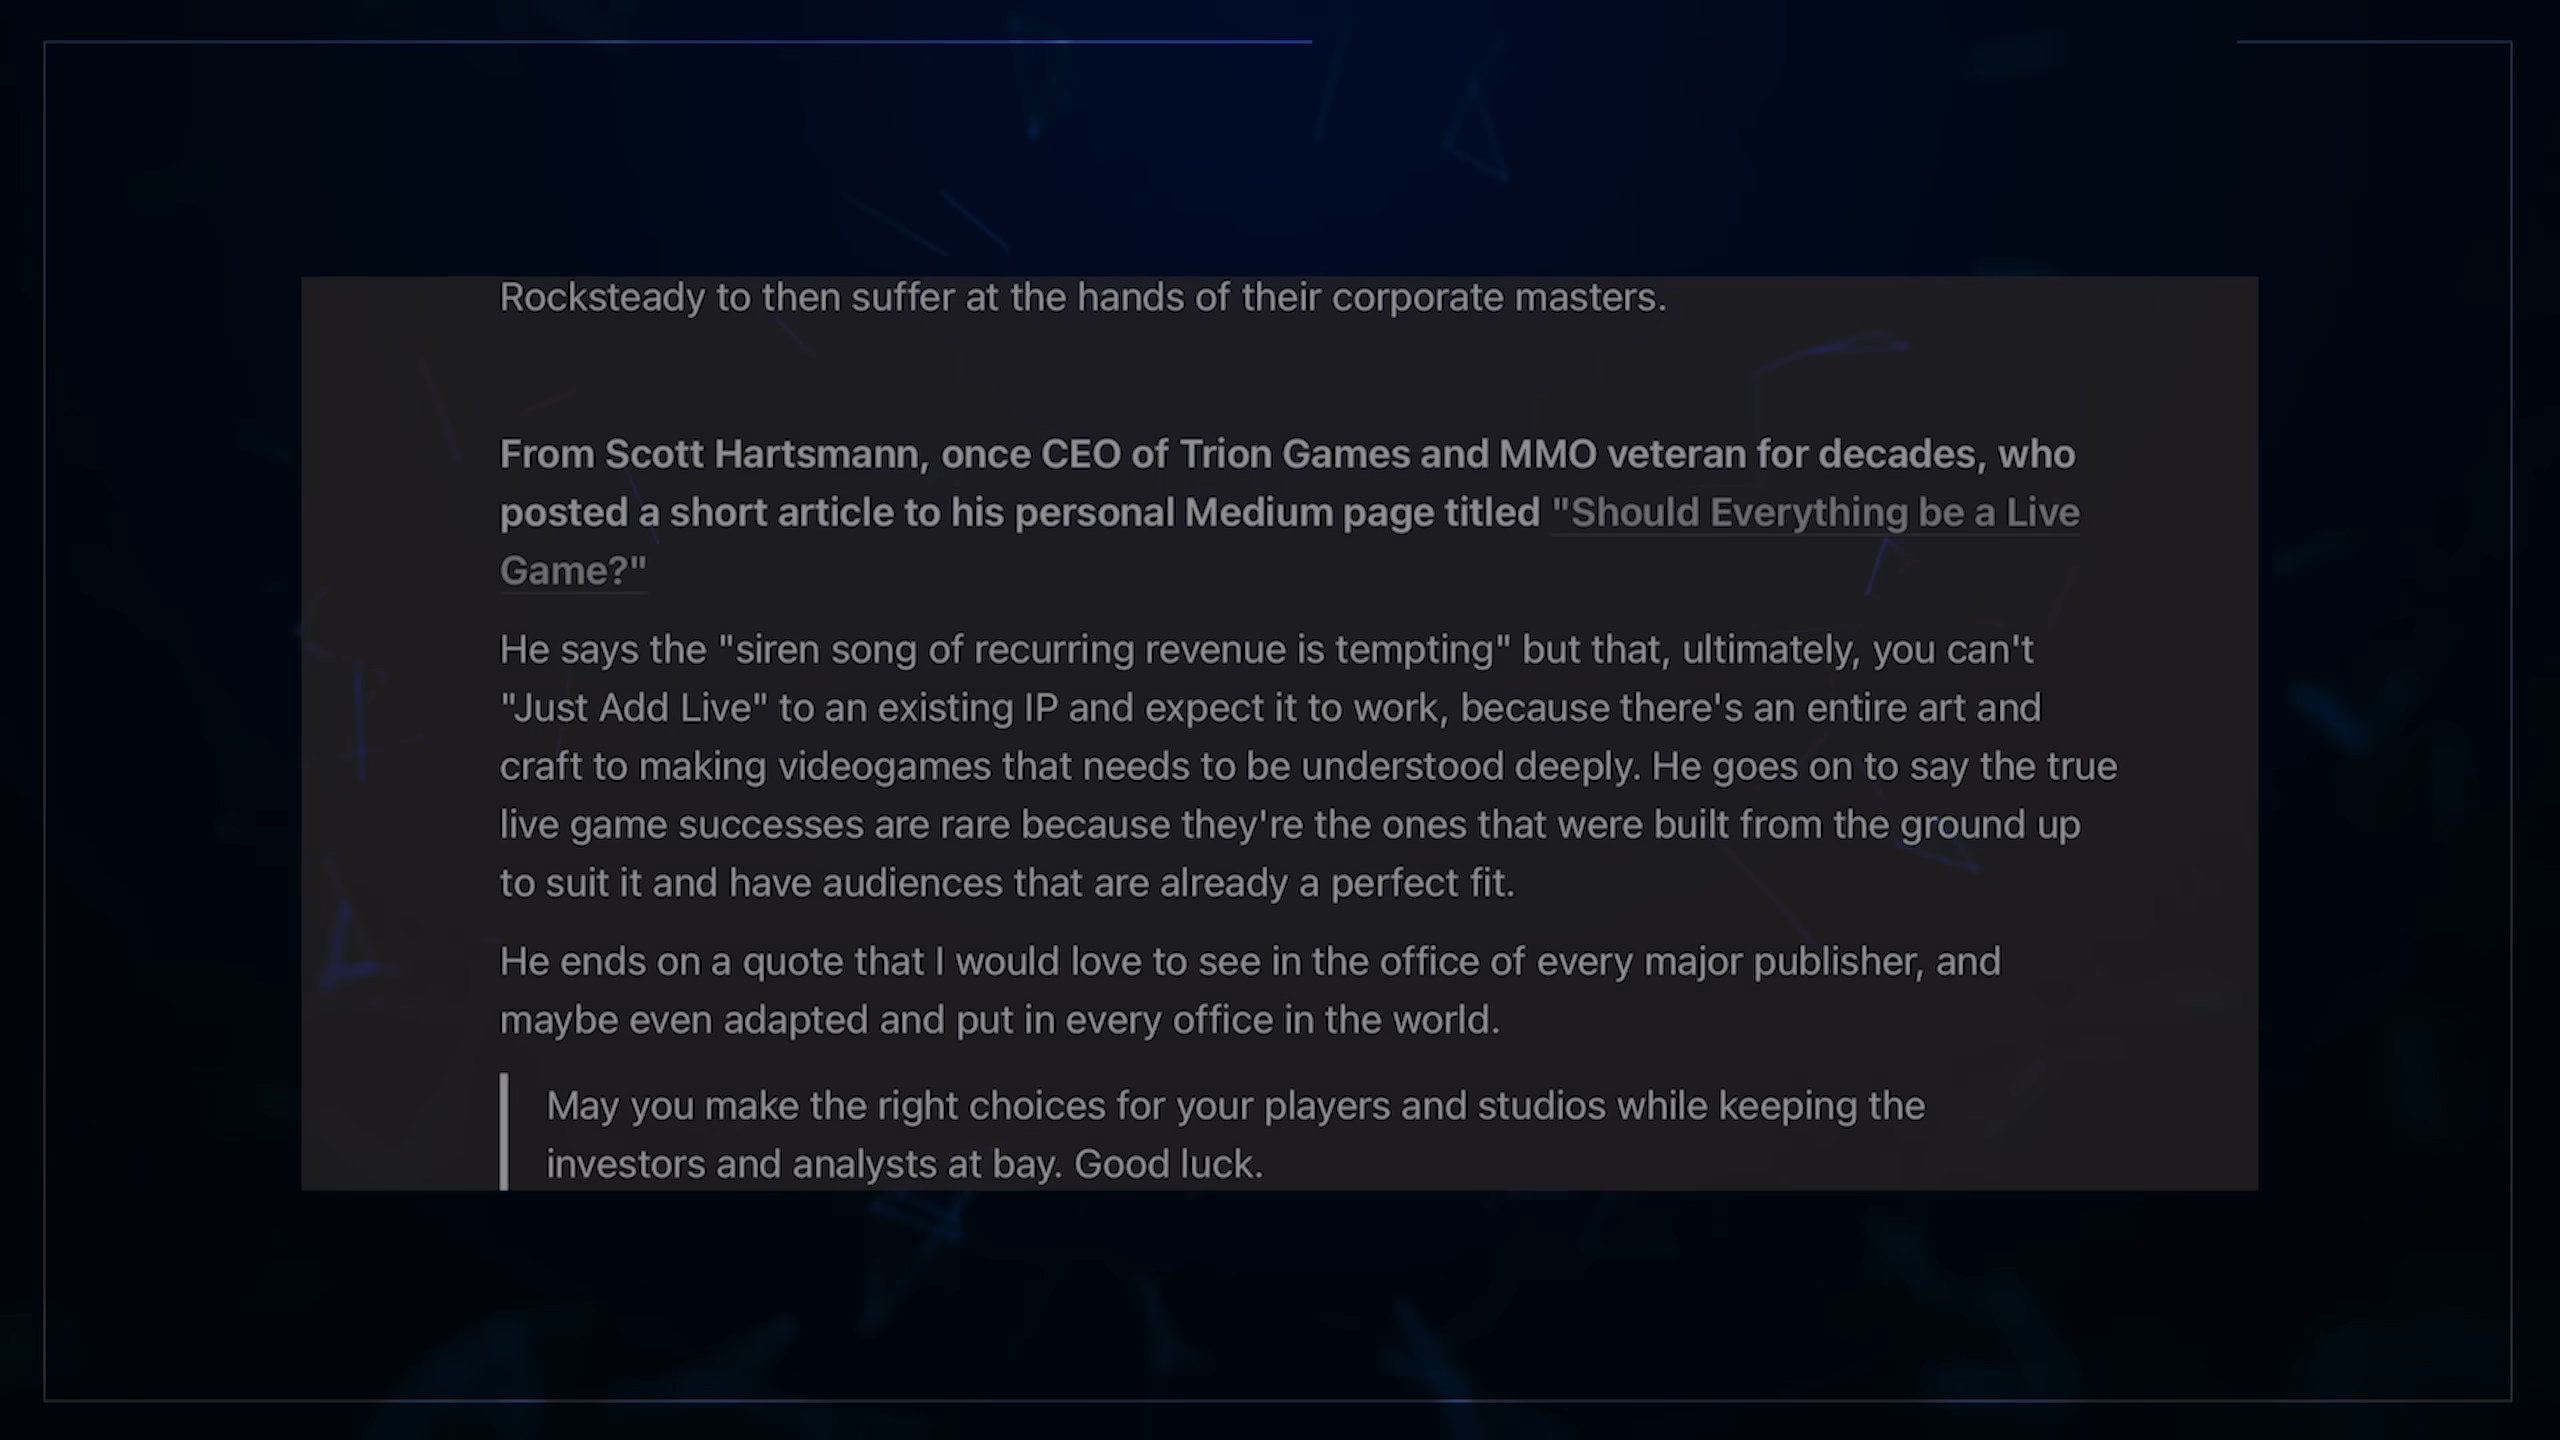 Rocksteady to then suffer at the hands of their corporate masters.
From Scott Hartsmann, once CEO of Trion Games and MMO veteran for decades, who
posted a short article to his personal Medium page titled "Should Everything be a Live
Game?"
He says the "siren song of recurring revenue is tempting" but that, ultimately, you can't
"Just Add Live" to an existing IP and expect it to work, because there's an entire art and
craft to making videogames that needs to be understood deeply. He goes on to say the true
live game successes are rare because they're the ones that were built from the ground up
to suit it and have audiences that are already a perfect fit.
He ends on a quote that I would love to see in the office of every major publisher, and
maybe even adapted and put in every office in the world.
May you make the right choices for your players and studios while keeping the
investors and analysts at bay. Good luck.